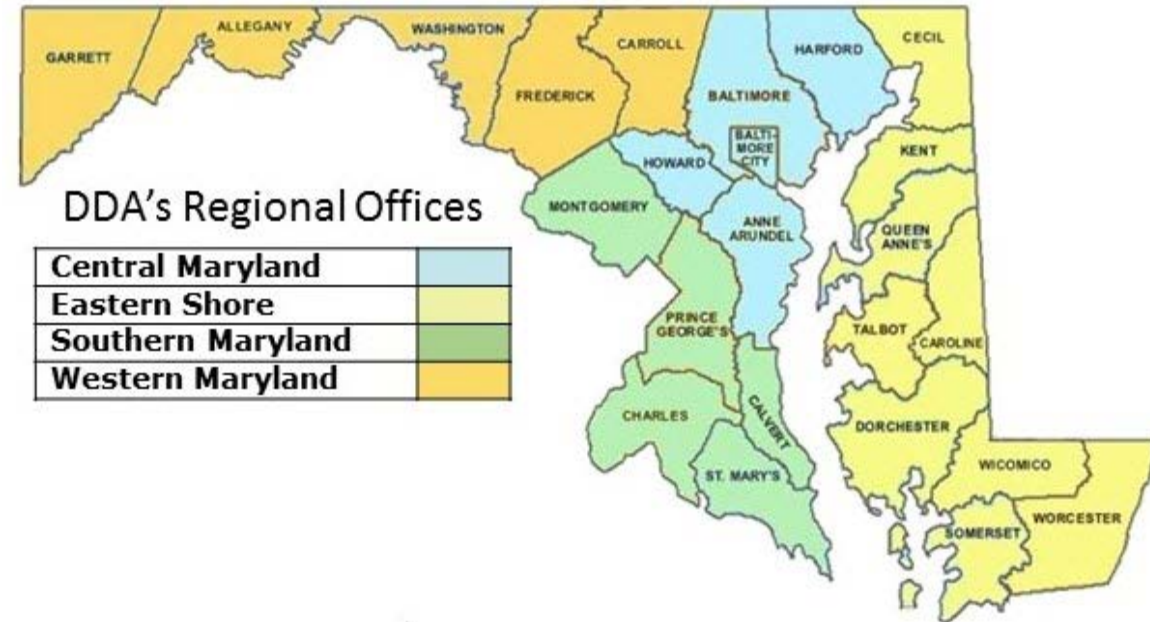 GARRETT
ALLEGANY
WASHINGTON
FREDERICK
CARROLL
BALTIMORE
HARFORD
CECIL
BALTI-
MORE
CITY
HOWARD
KENT
MONTGOMERY
ANNE
ARUNDEL
QUEEN
ANNE'S
DDA's Regional Offices
Central Maryland
Eastern Shore
Southern Maryland
Western Maryland
PRINCE
GEORGE'S
TALBOT
CAROLINE
CHARLES
CALVERT
DORCHESTER
ST. MARY'S
WICOMICO
SOMERSET
WORCESTER